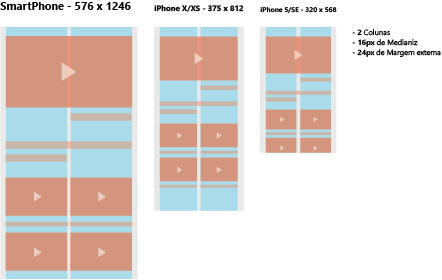 SmartPhone - 576 x 1246
iPhone X/XS - 375 x 812
iPhone 5/SE - 320 x 568
- 2 Colunas
- 16px de Medianiz
- 24px de Margem externa